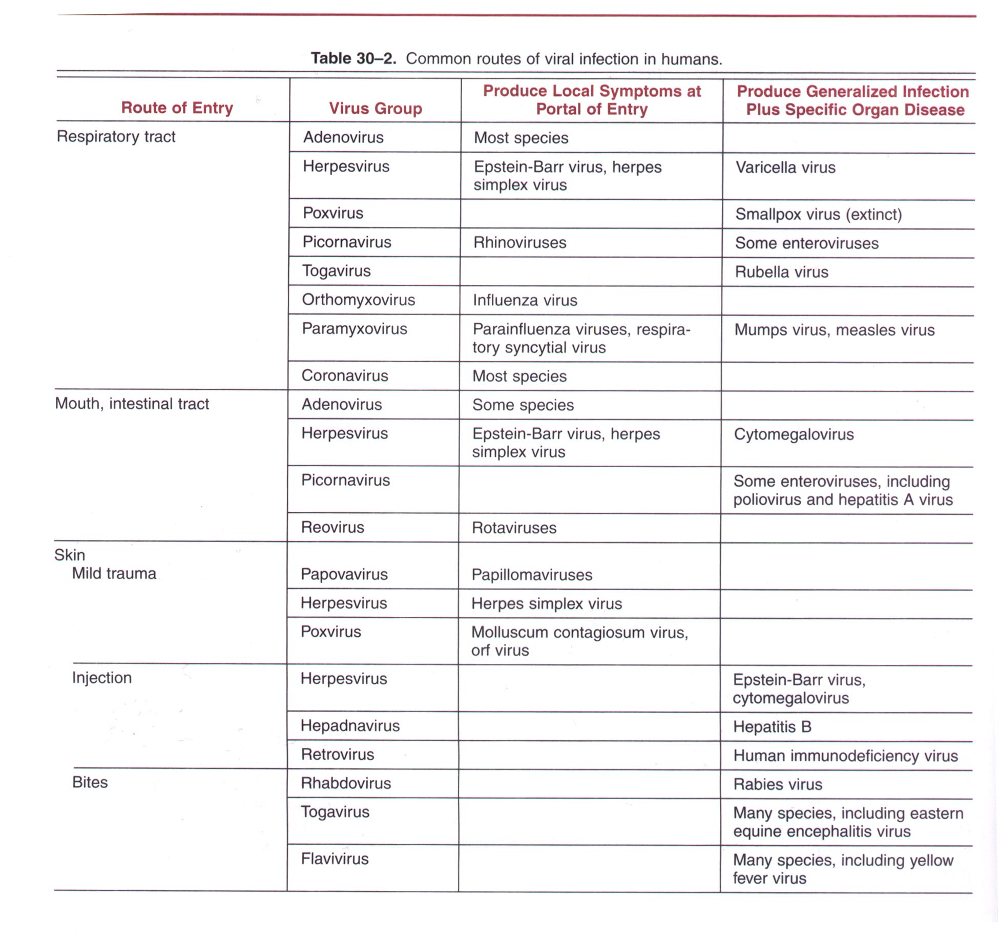 Table 30–2. Common routes of viral infection in humans.
Route of Entry
Virus Group
Produce Local Symptoms at
Portal of Entry
Produce Generalized Infection
Plus Specific Organ Disease
Respiratory tract
Adenovirus
Most species
Herpesvirus
Epstein-Barr virus, herpes
simplex virus
Varicella virus
Poxvirus
Smallpox virus (extinct)
Picornavirus
Rhinoviruses
Some enteroviruses
Togavirus
Rubella virus
Orthomyxovirus
Influenza virus
Paramyxovirus
Parainfluenza viruses, respira-
tory syncytial virus
Mumps virus, measles virus
Coronavirus
Most species
Mouth, intestinal tract
Adenovirus
Some species
Herpesvirus
Epstein-Barr virus, herpes
simplex virus
Cytomegalovirus
Picornavirus
Some enteroviruses, including
poliovirus and hepatitis A virus
Reovirus
Rotaviruses
Skin
Mild trauma
Papovavirus
Papillomaviruses
Herpesvirus
Herpes simplex virus
Poxvirus
Molluscum contagiosum virus,
orf virus
Injection
Herpesvirus
Epstein-Barr virus,
cytomegalovirus
Hepadnavirus
Hepatitis B
Retrovirus
Human immunodeficiency virus
Bites
Rhabdovirus
Rabies virus
Togavirus
Many species, including eastern
equine encephalitis virus
Flavivirus
Many species, including yellow
fever virus